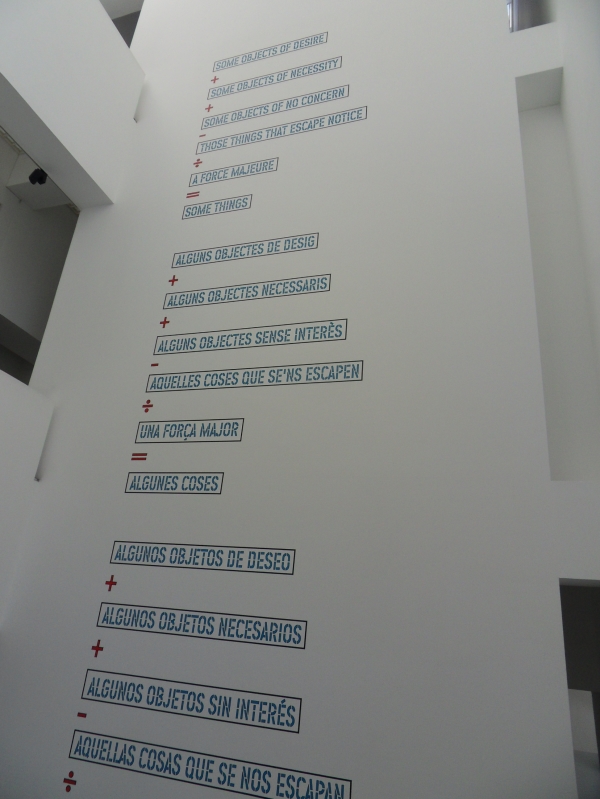 SOME OBJECTS OF DESIRE
+
SOME OBJECTS OF NECESSITY
+
SOME OBJECTS OF NO CONCERN
-
THOSE THINGS THAT ESCAPE NOTICE
÷
A FORCE MAJEURE
=
SOME THINGS
ALGUNS OBJECTES DE DESIG
+
ALGUNS OBJECTES NECESSARIS
+
ALGUNS OBJECTES SENSE INTERÈS
-
AQUELLES COSES QUE SE'NS ESCAPEN
÷
UNA FORÇA MAJOR
=
ALGUNES COSES
ALGUNOS OBJETOS DE DESEO
+
ALGUNOS OBJETOS NECESARIOS
+
ALGUNOS OBJETOS SIN INTERÉS
-
AQUELLAS COSAS QUE SE NOS ESCAPAN
÷